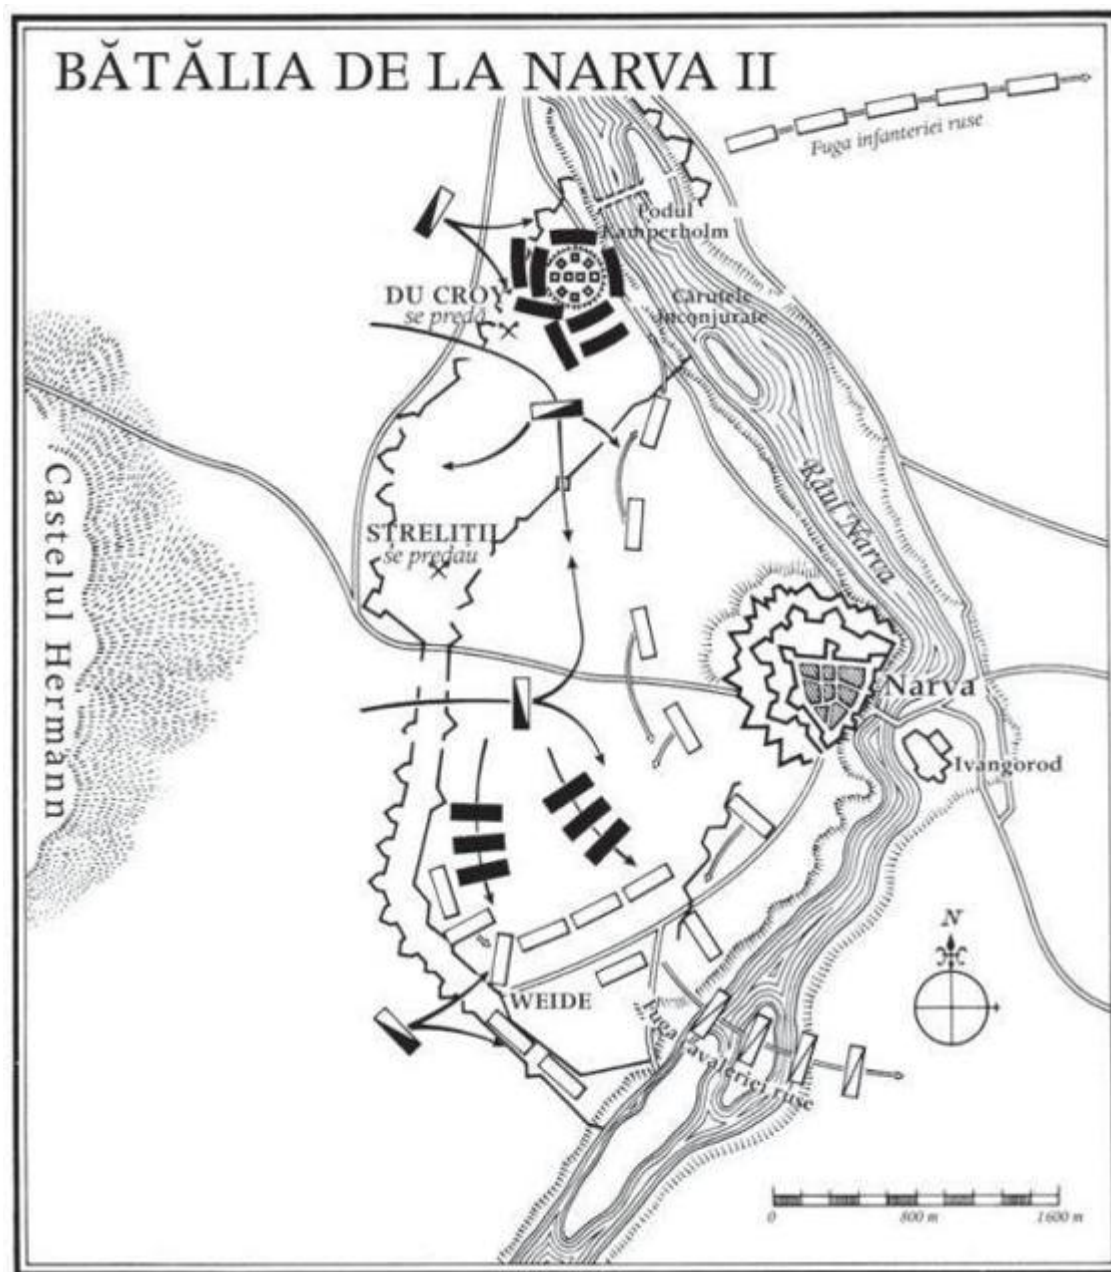 BĂTĂLIA DE LA NARVA II
Fuga infanteriei ruse
Podul
Kamperholm
DU CROY
se predă
Căruțele
înconjurate
Castelul Hermann
Râul Narva
STRELIȚII
se predau
Narva
Ivangorod
N
WEIDE
Fuga cavaleriei ruse
0 800 m 1600 m